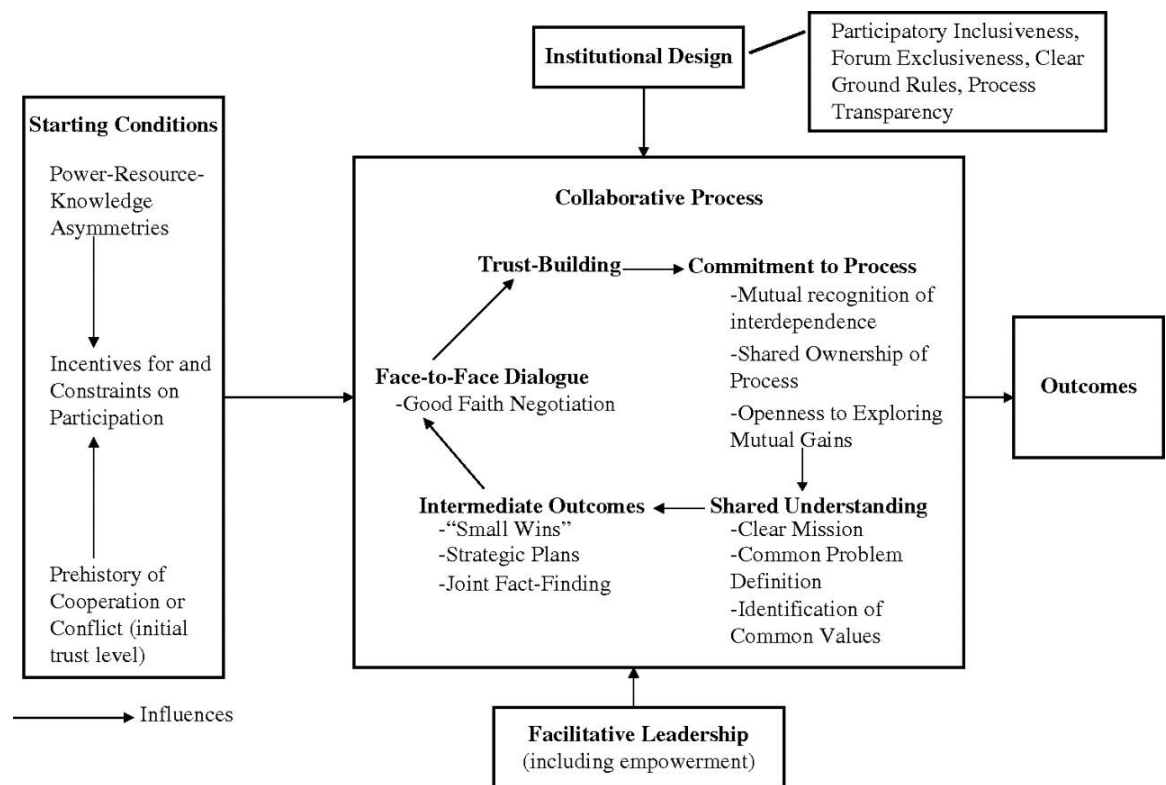 Institutional Design
Participatory Inclusiveness,
Forum Exclusiveness, Clear
Ground Rules, Process
Transparency
Starting Conditions
Power-Resource-
Knowledge
Asymmetries
Incentives for and
Constraints on
Participation
Prehistory of
Cooperation or
Conflict (initial
trust level)
Influences
Collaborative Process
Trust-Building
Commitment to Process
-Mutual recognition of
interdependence
-Shared Ownership of
Process
-Openness to Exploring
Mutual Gains
Face-to-Face Dialogue
-Good Faith Negotiation
Intermediate Outcomes
-“Small Wins”
-Strategic Plans
-Joint Fact-Finding
Shared Understanding
-Clear Mission
-Common Problem
Definition
-Identification of
Common Values
Outcomes
Facilitative Leadership
(including empowerment)